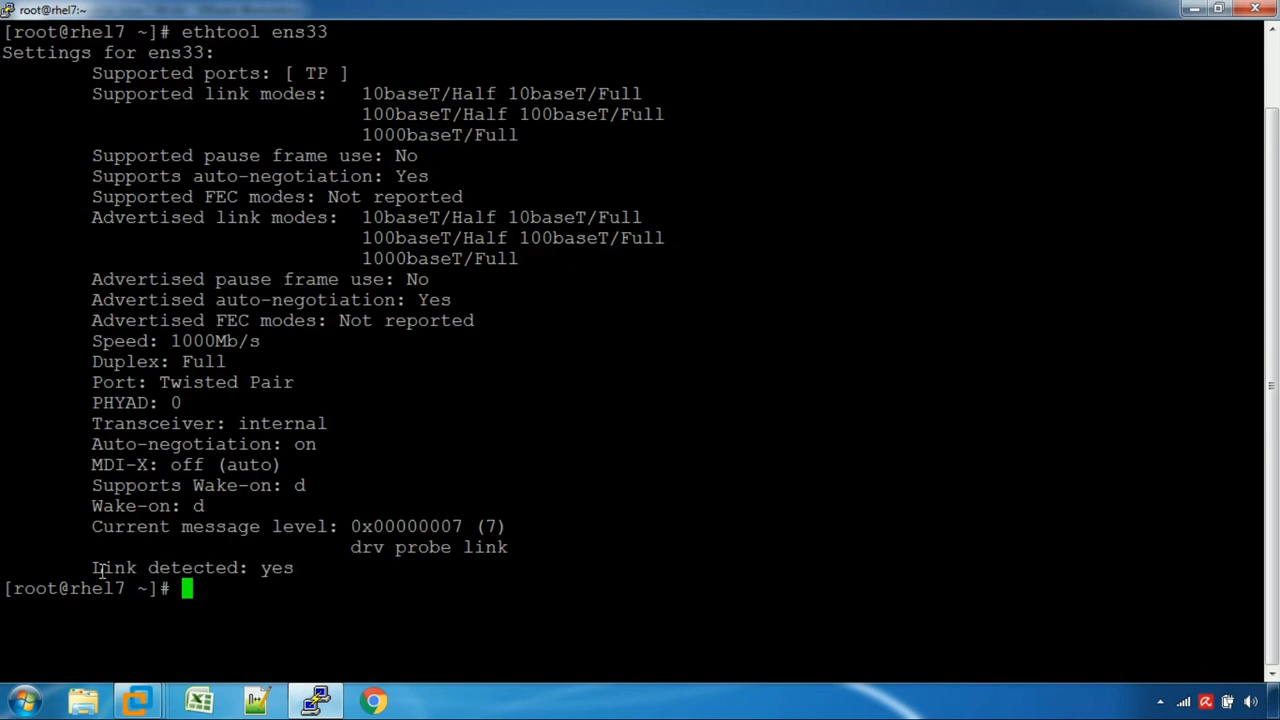 root@rhel7:~
[root@rhel7 ~]# ethtool ens33
Settings for ens33:
Supported ports: [ TP ]
Supported link modes: 10baseT/Half 10baseT/Full
100baseT/Half 100baseT/Full
1000baseT/Full
Supported pause frame use: No
Supports auto-negotiation: Yes
Supported FEC modes: Not reported
Advertised link modes: 10baseT/Half 10baseT/Full
100baseT/Half 100baseT/Full
1000baseT/Full
Advertised pause frame use: No
Advertised auto-negotiation: Yes
Advertised FEC modes: Not reported
Speed: 1000Mb/s
Duplex: Full
Port: Twisted Pair
PHYAD: 0
Transceiver: internal
Auto-negotiation: on
MDI-X: off (auto)
Supports Wake-on: d
Wake-on: d
Current message level: 0x00000007 (7)
drv probe link
Link detected: yes
[root@rhel7 ~]#